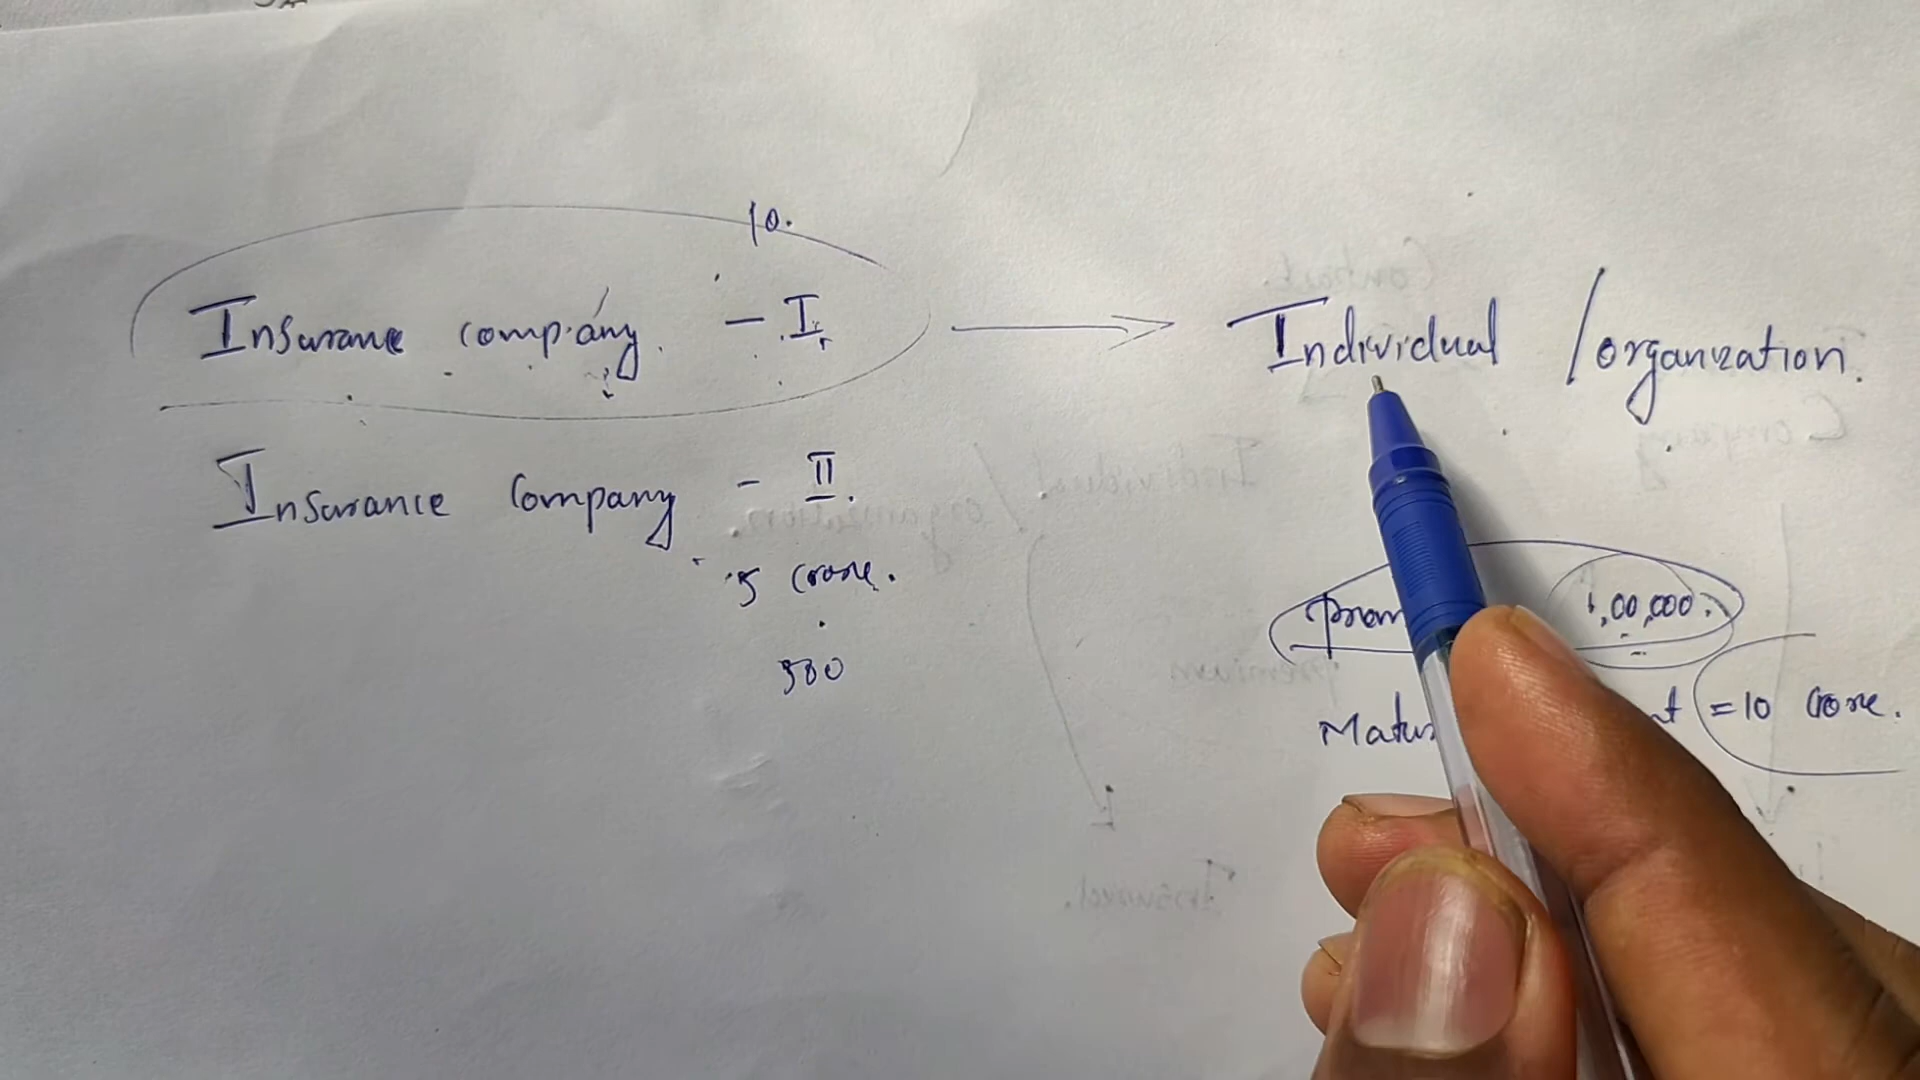 10.
Insurance company - I, Individual / organization.
Insurance Company - II.
5 crore.
500
1,00,000.
= 10 crore.